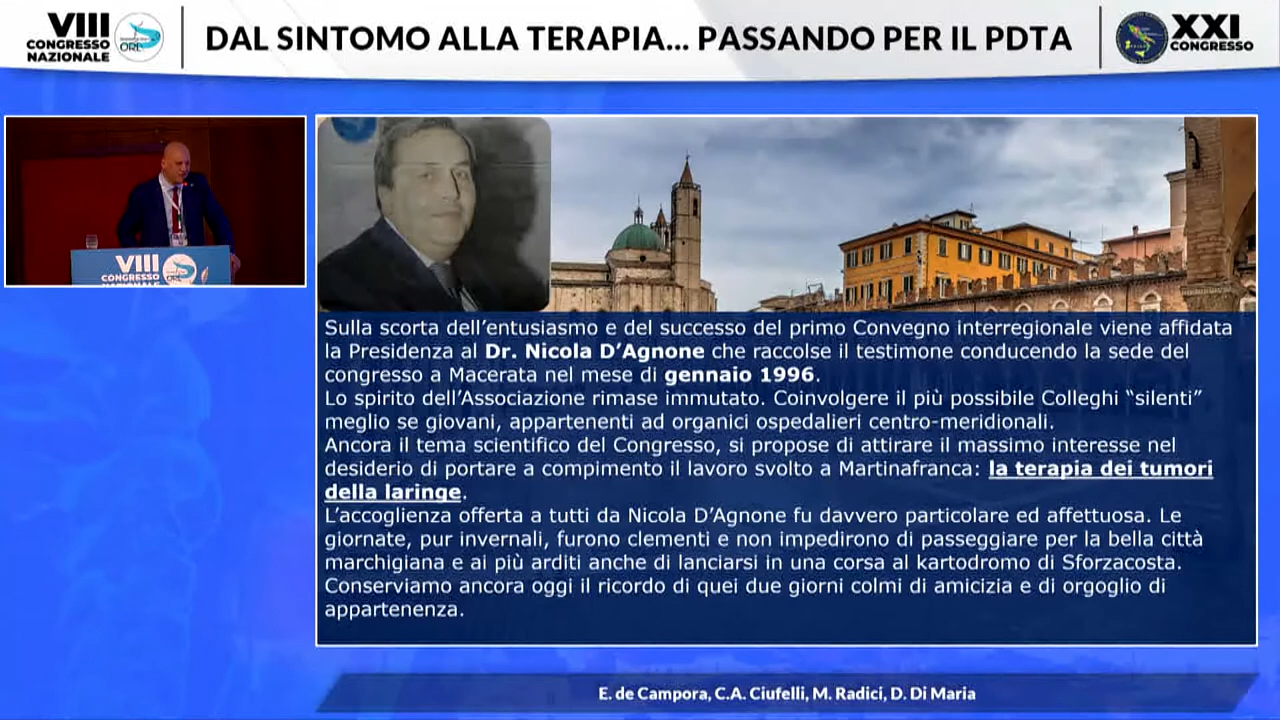 VIII
CONGRESSO
NAZIONALE
ORL
DAL SINTOMO ALLA TERAPIA... PASSANDO PER IL PDTA
XXI
CONGRESSO
VIII
CONGRESSO
NAZIONALE
Sulla scorta dell'entusiasmo e del successo del primo Convegno interregionale viene affidata
la Presidenza al Dr. Nicola D'Agnone che raccolse il testimone conducendo la sede del
congresso a Macerata nel mese di gennaio 1996.
Lo spirito dell'Associazione rimase immutato. Coinvolgere il più possibile Colleghi “silenti”
meglio se giovani, appartenenti ad organici ospedalieri centro-meridionali.
Ancora il tema scientifico del Congresso, si propose di attirare il massimo interesse nel
desiderio di portare a compimento il lavoro svolto a Martinafranca: la terapia dei tumori
della laringe.
L'accoglienza offerta a tutti da Nicola D'Agnone fu davvero particolare ed affettuosa. Le
giornate, pur invernali, furono clementi e non impedirono di passeggiare per la bella città
marchigiana e ai più arditi anche di lanciarsi in una corsa al kartodromo di Sforzacosta.
Conserviamo ancora oggi il ricordo di quei due giorni colmi di amicizia e di orgoglio di
appartenenza.
E. de Campora, C.A. Ciufelli, M. Radici, D. Di Maria